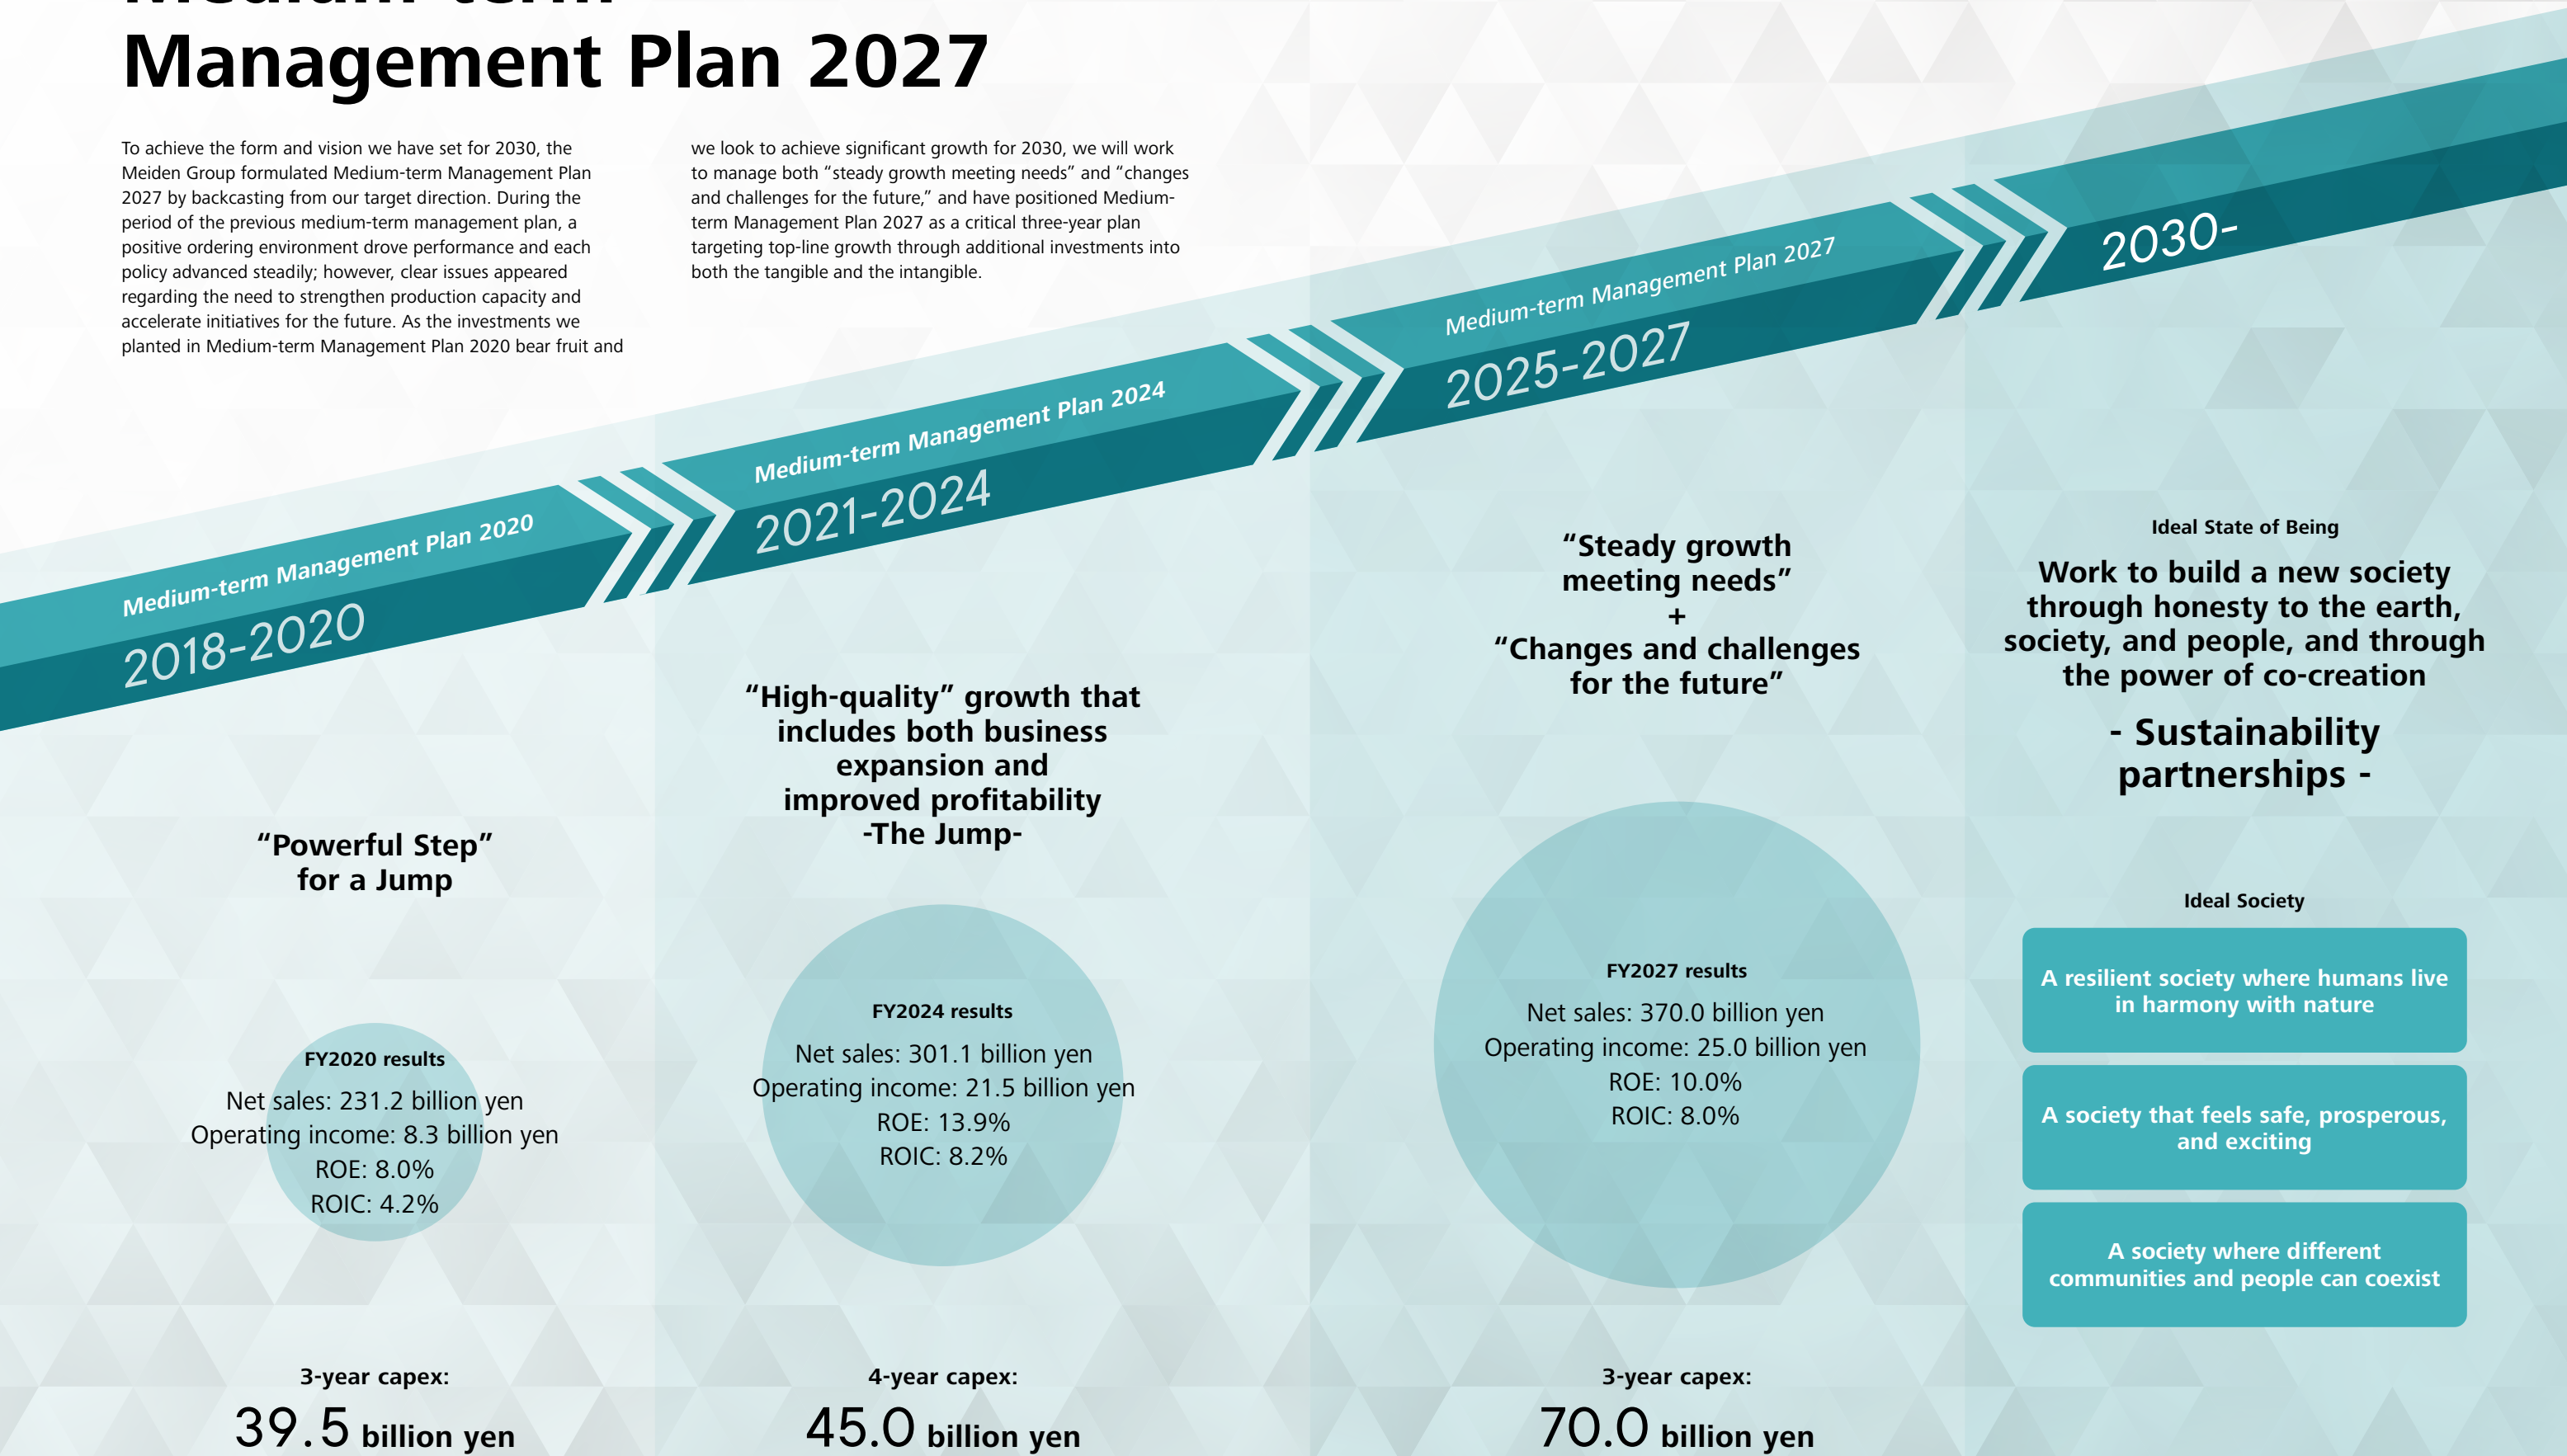 Medium-term
Management Plan 2027
To achieve the form and vision we have set for 2030, the
Meiden Group formulated Medium-term Management Plan
2027 by backcasting from our target direction. During the
period of the previous medium-term management plan, a
positive ordering environment drove performance and each
policy advanced steadily; however, clear issues appeared
regarding the need to strengthen production capacity and
accelerate initiatives for the future. As the investments we
planted in Medium-term Management Plan 2020 bear fruit and
we look to achieve significant growth for 2030, we will work
to manage both “steady growth meeting needs” and “changes
and challenges for the future,” and have positioned Medium-
term Management Plan 2027 as a critical three-year plan
targeting top-line growth through additional investments into
both the tangible and the intangible.
Medium-term Management Plan 2020
2018-2020
“Powerful Step”
for a Jump
FY2020 results
Net sales: 231.2 billion yen
Operating income: 8.3 billion yen
ROE: 8.0%
ROIC: 4.2%
3-year capex:
39.5 billion yen
Medium-term Management Plan 2024
2021-2024
“High-quality” growth that
includes both business
expansion and
improved profitability
-The Jump-
FY2024 results
Net sales: 301.1 billion yen
Operating income: 21.5 billion yen
ROE: 13.9%
ROIC: 8.2%
4-year capex:
45.0 billion yen
Medium-term Management Plan 2027
2025-2027
“Steady growth
meeting needs”
+
“Changes and challenges
for the future”
FY2027 results
Net sales: 370.0 billion yen
Operating income: 25.0 billion yen
ROE: 10.0%
ROIC: 8.0%
3-year capex:
70.0 billion yen
2030-
Ideal State of Being
Work to build a new society
through honesty to the earth,
society, and people, and through
the power of co-creation
- Sustainability
partnerships -
Ideal Society
A resilient society where humans live
in harmony with nature
A society that feels safe, prosperous,
and exciting
A society where different
communities and people can coexist